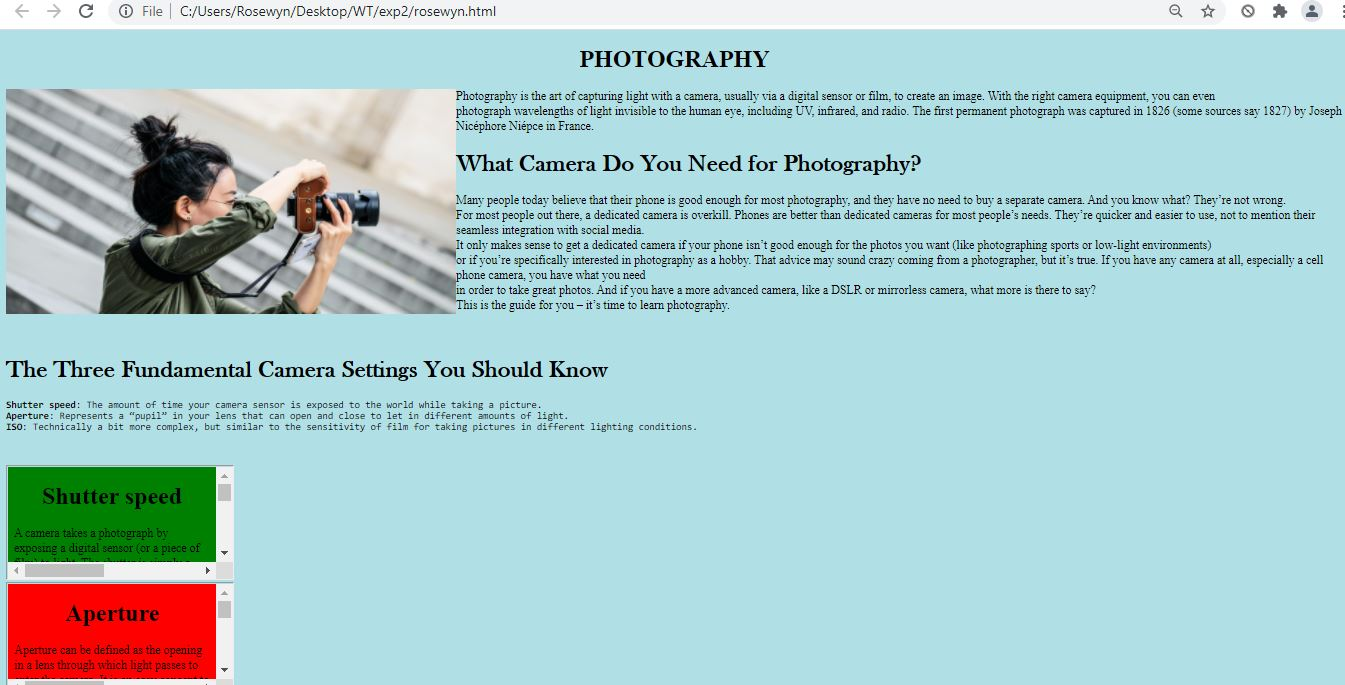 File | C:/Users/Rosewyn/Desktop/WT/exp2/rosewyn.html
PHOTOGRAPHY
Photography is the art of capturing light with a camera, usually via a digital sensor or film, to create an image. With the right camera equipment, you can even
photograph wavelengths of light invisible to the human eye, including UV, infrared, and radio. The first permanent photograph was captured in 1826 (some sources say 1827) by Joseph
Nicéphore Niépce in France.
What Camera Do You Need for Photography?
Many people today believe that their phone is good enough for most photography, and they have no need to buy a separate camera. And you know what? They’re not wrong.
For most people out there, a dedicated camera is overkill. Phones are better than dedicated cameras for most people’s needs. They’re quicker and easier to use, not to mention their
seamless integration with social media.
It only makes sense to get a dedicated camera if your phone isn’t good enough for the photos you want (like photographing sports or low-light environments)
or if you’re specifically interested in photography as a hobby. That advice may sound crazy coming from a photographer, but it’s true. If you have any camera at all, especially a cell
phone camera, you have what you need
in order to take great photos. And if you have a more advanced camera, like a DSLR or mirrorless camera, what more is there to say?
This is the guide for you – it’s time to learn photography.
The Three Fundamental Camera Settings You Should Know
Shutter speed: The amount of time your camera sensor is exposed to the world while taking a picture.
Aperture: Represents a “pupil” in your lens that can open and close to let in different amounts of light.
ISO: Technically a bit more complex, but similar to the sensitivity of film for taking pictures in different lighting conditions.
Shutter speed
A camera takes a photograph by
exposing a digital sensor (or a piece of
Aperture
Aperture can be defined as the opening
in a lens through which light passes to